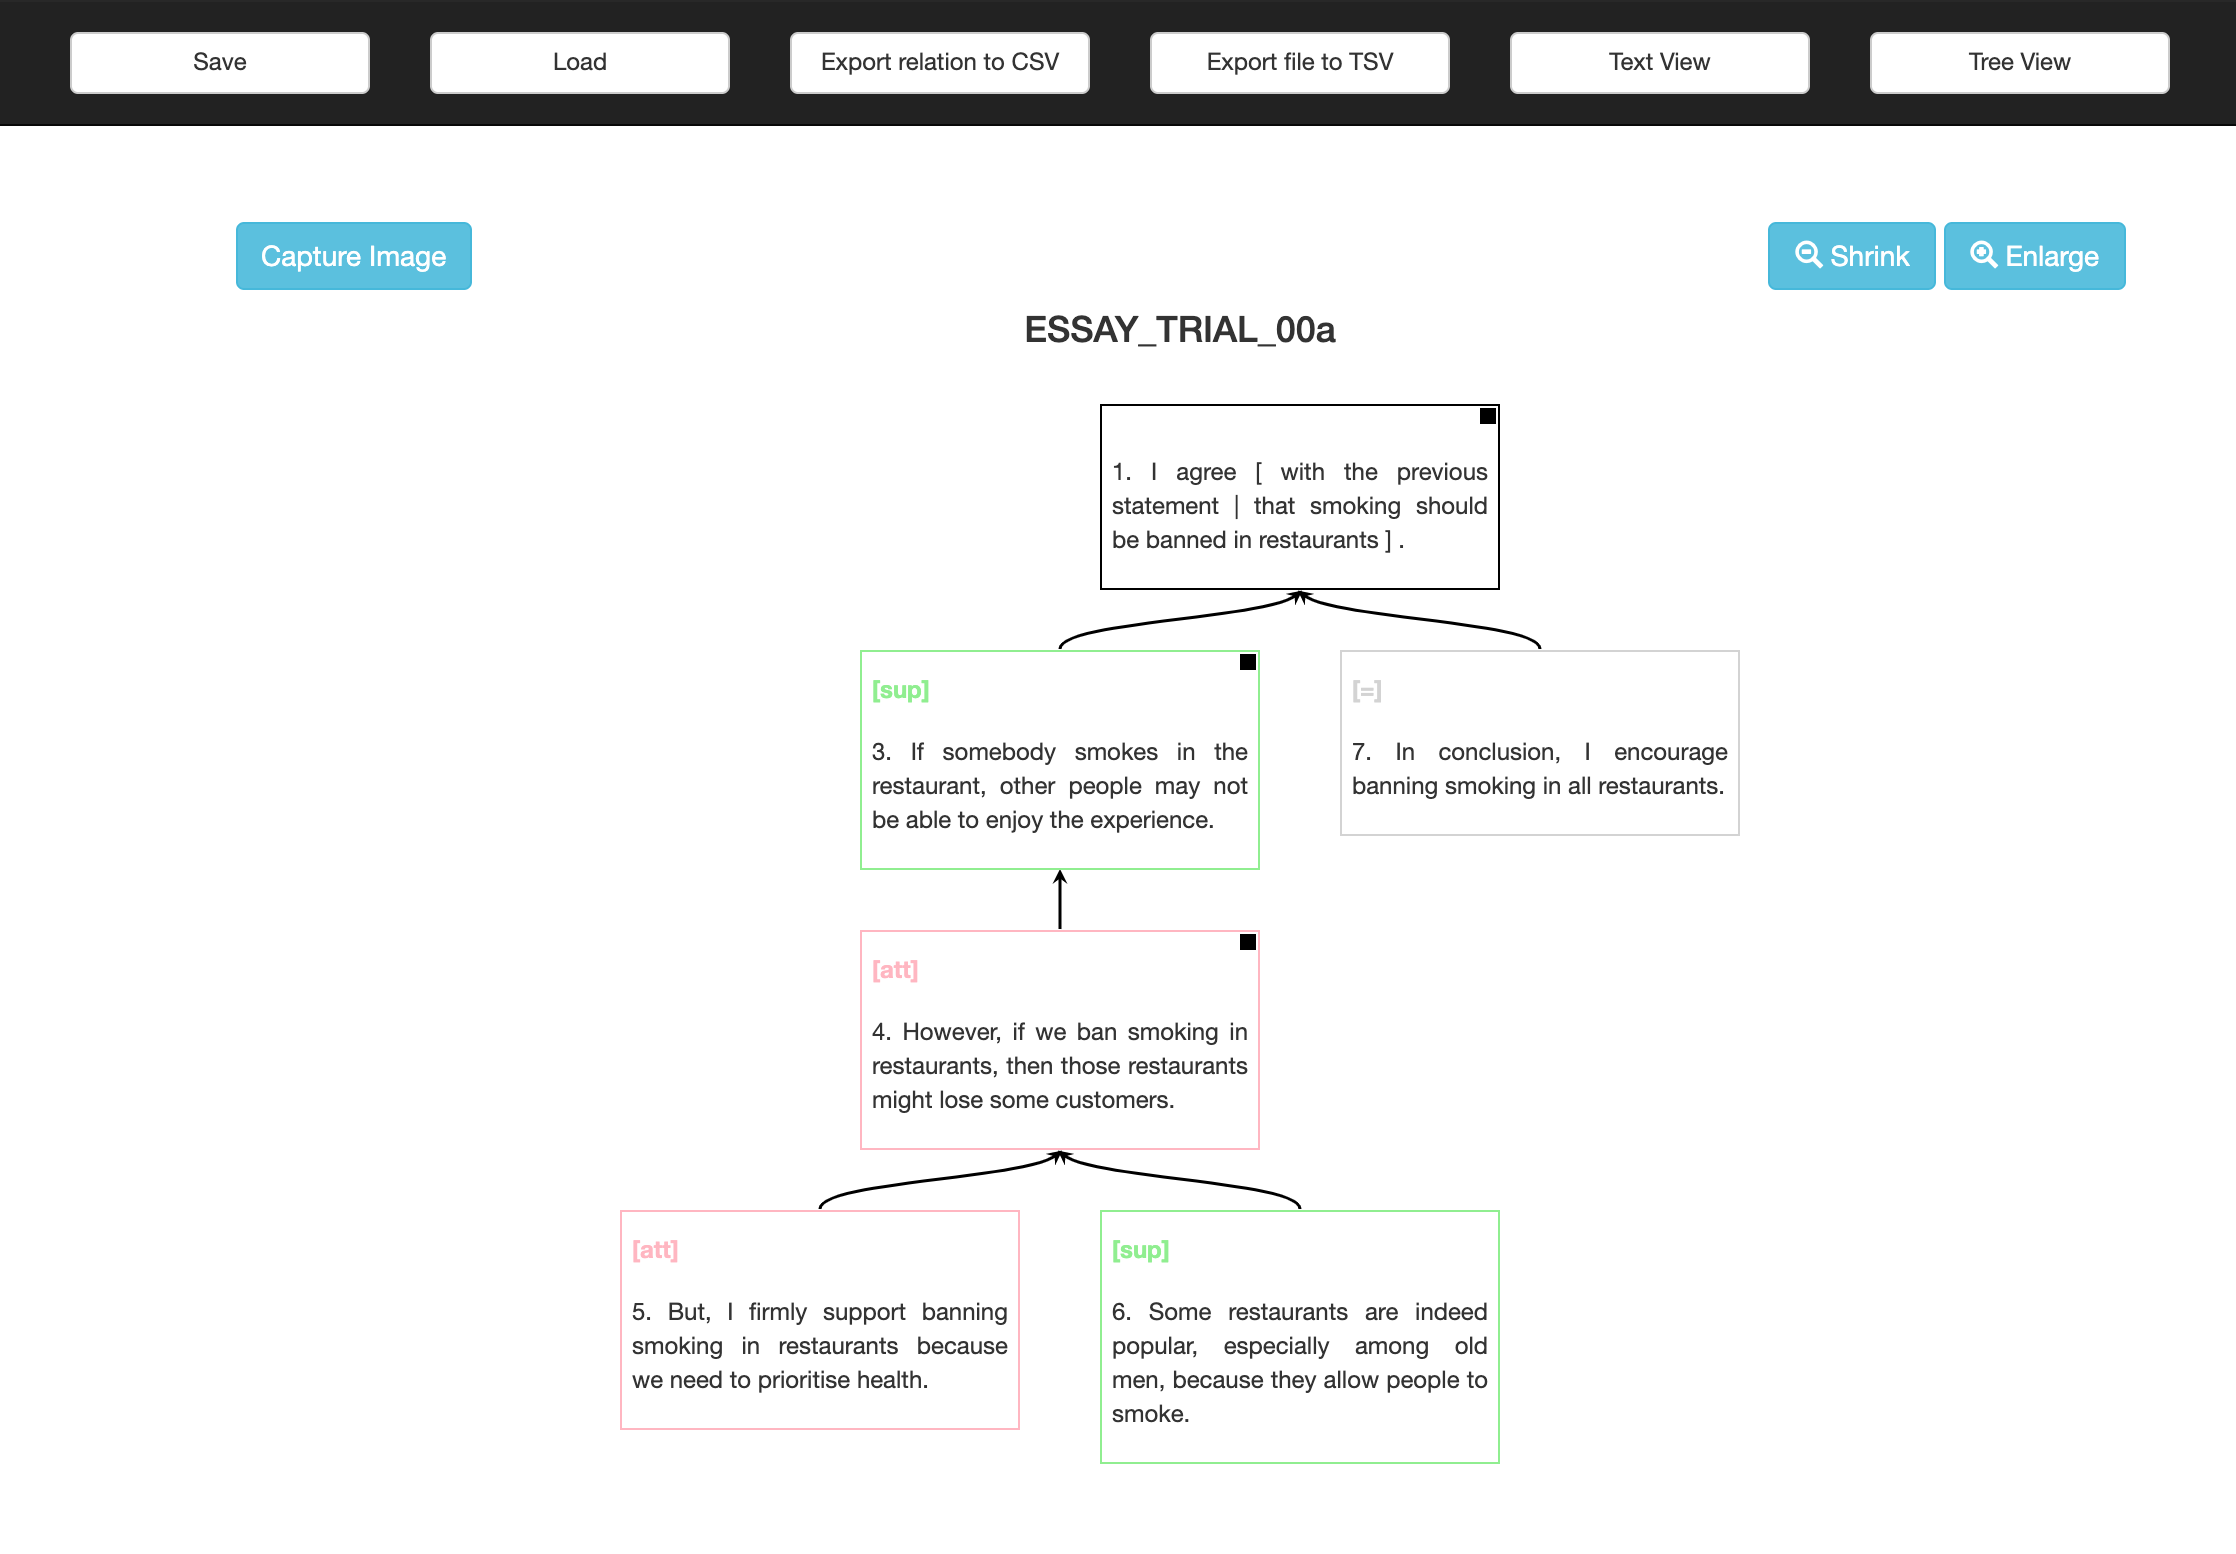 Save
Load
Export relation to CSV
Export file to TSV
Text View
Tree View
Capture Image
Shrink
Enlarge
ESSAY_TRIAL_00a
1. I agree [ with the previous
statement | that smoking should
be banned in restaurants ] .
[sup]
3. If somebody smokes in the
restaurant, other people may not
be able to enjoy the experience.
[=]
7. In conclusion, I encourage
banning smoking in all restaurants.
[att]
4. However, if we ban smoking in
restaurants, then those restaurants
might lose some customers.
[att]
5. But, I firmly support banning
smoking in restaurants because
we need to prioritise health.
[sup]
6. Some restaurants are indeed
popular, especially among old
men, because they allow people to
smoke.